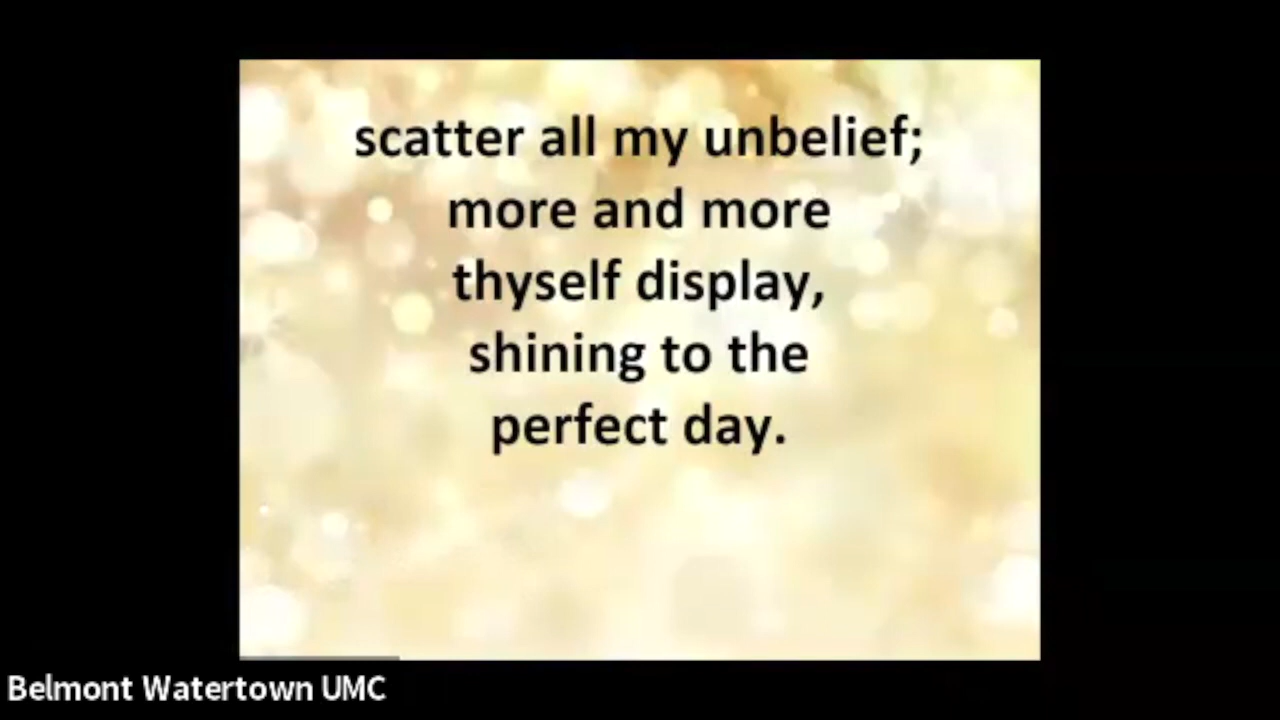 scatter all my unbelief;
more and more
thyself display,
shining to the
perfect day.
Belmont Watertown UMC